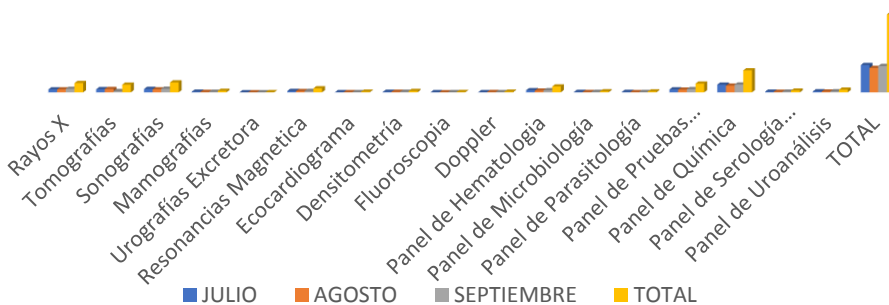 Rayos X
Tomografías
Sonografías
Mamografías
Urografías Excretora
Resonancias Magnetica
Ecocardiograma
Densitometría
Fluoroscopia
Doppler
Panel de Hematologia
Panel de Microbiología
Panel de Parasitología
Panel de Pruebas...
Panel de Química
Panel de Serología...
Panel de Uroanálisis
TOTAL
JULIO AGOSTO SEPTIEMBRE TOTAL